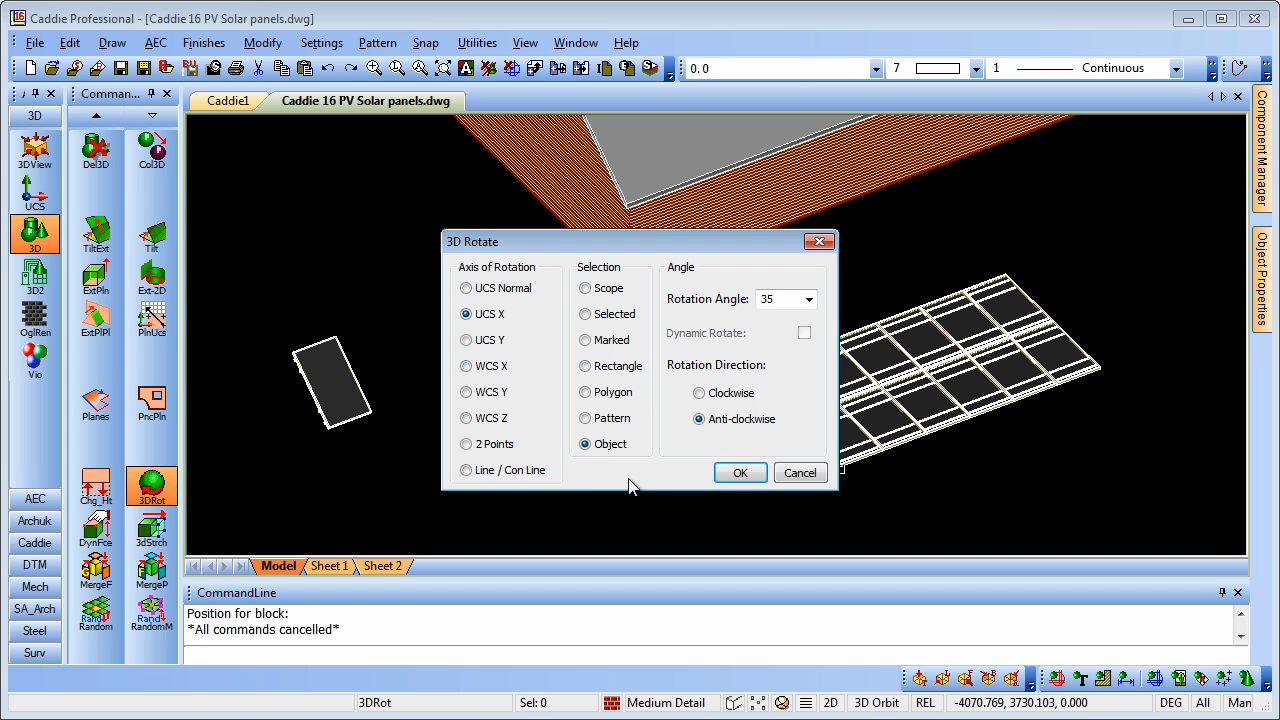 16
Caddie Professional - [Caddie 16 PV Solar panels.dwg]
File Edit Draw AEC Finishes Modify Settings Pattern Snap Utilities View Window Help
0. 0
7
1
Continuous
Comman...
Caddie1
Caddie 16 PV Solar panels.dwg
3D
3DView
UCS
3D
3D2
OglRen
Vio
AEC
Archuk
Caddie
DTM
Mech
SA_Arch
Steel
Surv
Del3D
Col3D
TiltExt
Tilt
ExtPln
Ext-2D
ExtPlPl
PlnUcs
Planes
PncPln
Chg_Ht
3DRot
DynFce
3dStrch
MergeF
MergeP
Random
RandomM
3D Rotate
Axis of Rotation
UCS Normal
UCS X
UCS Y
WCS X
WCS Y
WCS Z
2 Points
Line / Con Line
Selection
Scope
Selected
Marked
Rectangle
Polygon
Pattern
Object
Angle
Rotation Angle: 35
Dynamic Rotate:
Rotation Direction:
Clockwise
Anti-clockwise
OK
Cancel
Component Manager
Object Properties
Model
Sheet 1
Sheet 2
CommandLine
Position for block:
*All commands cancelled*
3DRot
Sel: 0
Medium Detail
2D
3D Orbit
REL
-4070.769, 3730.103, 0.000
DEG
All
Man